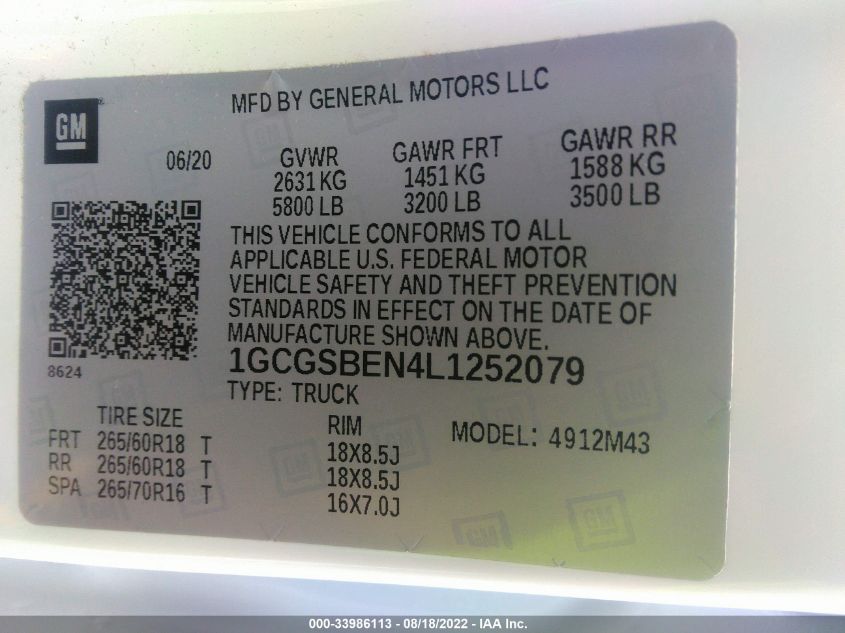 MFD BY GENERAL MOTORS LLC
GM
06/20 GVWR GAWR FRT GAWR RR
2631 KG 1451 KG 1588 KG
5800 LB 3200 LB 3500 LB
THIS VEHICLE CONFORMS TO ALL
APPLICABLE U.S. FEDERAL MOTOR
VEHICLE SAFETY AND THEFT PREVENTION
STANDARDS IN EFFECT ON THE DATE OF
MANUFACTURE SHOWN ABOVE.
8624
1GCGSBEN4L1252079
TYPE: TRUCK
TIRE SIZE RIM MODEL: 4912M43
FRT 265/60R18 T 18X8.5J
RR 265/60R18 T 18X8.5J
SPA 265/70R16 T 16X7.0J
GM
GM
000-33986113 - 08/18/2022 - IAA Inc.